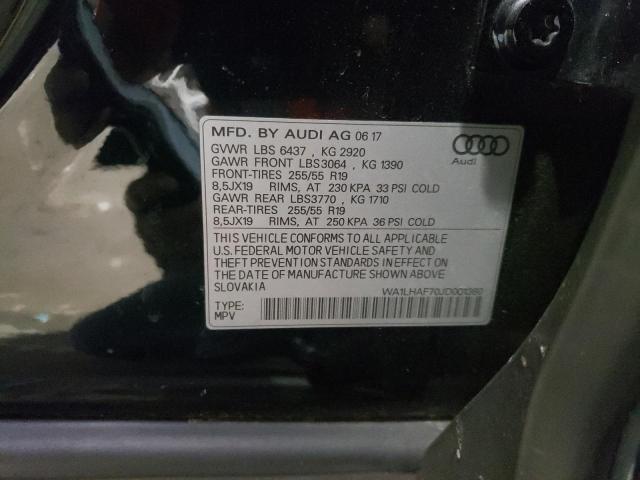 MFD. BY AUDI AG 06 17
GVWR LBS 6437 , KG 2920
GAWR FRONT LBS3064 , KG 1390
FRONT-TIRES 255/55 R19
8,5JX19 RIMS, AT 230 KPA 33 PSI COLD
GAWR REAR LBS3770 , KG 1710
REAR-TIRES 255/55 R19
8,5JX19 RIMS, AT 250 KPA 36 PSI COLD
Audi
THIS VEHICLE CONFORMS TO ALL APPLICABLE
U.S. FEDERAL MOTOR VEHICLE SAFETY AND
THEFT PREVENTION STANDARDS IN EFFECT ON
THE DATE OF MANUFACTURE SHOWN ABOVE
SLOVAKIA
WA1LHAF70JD001380
TYPE:
MPV